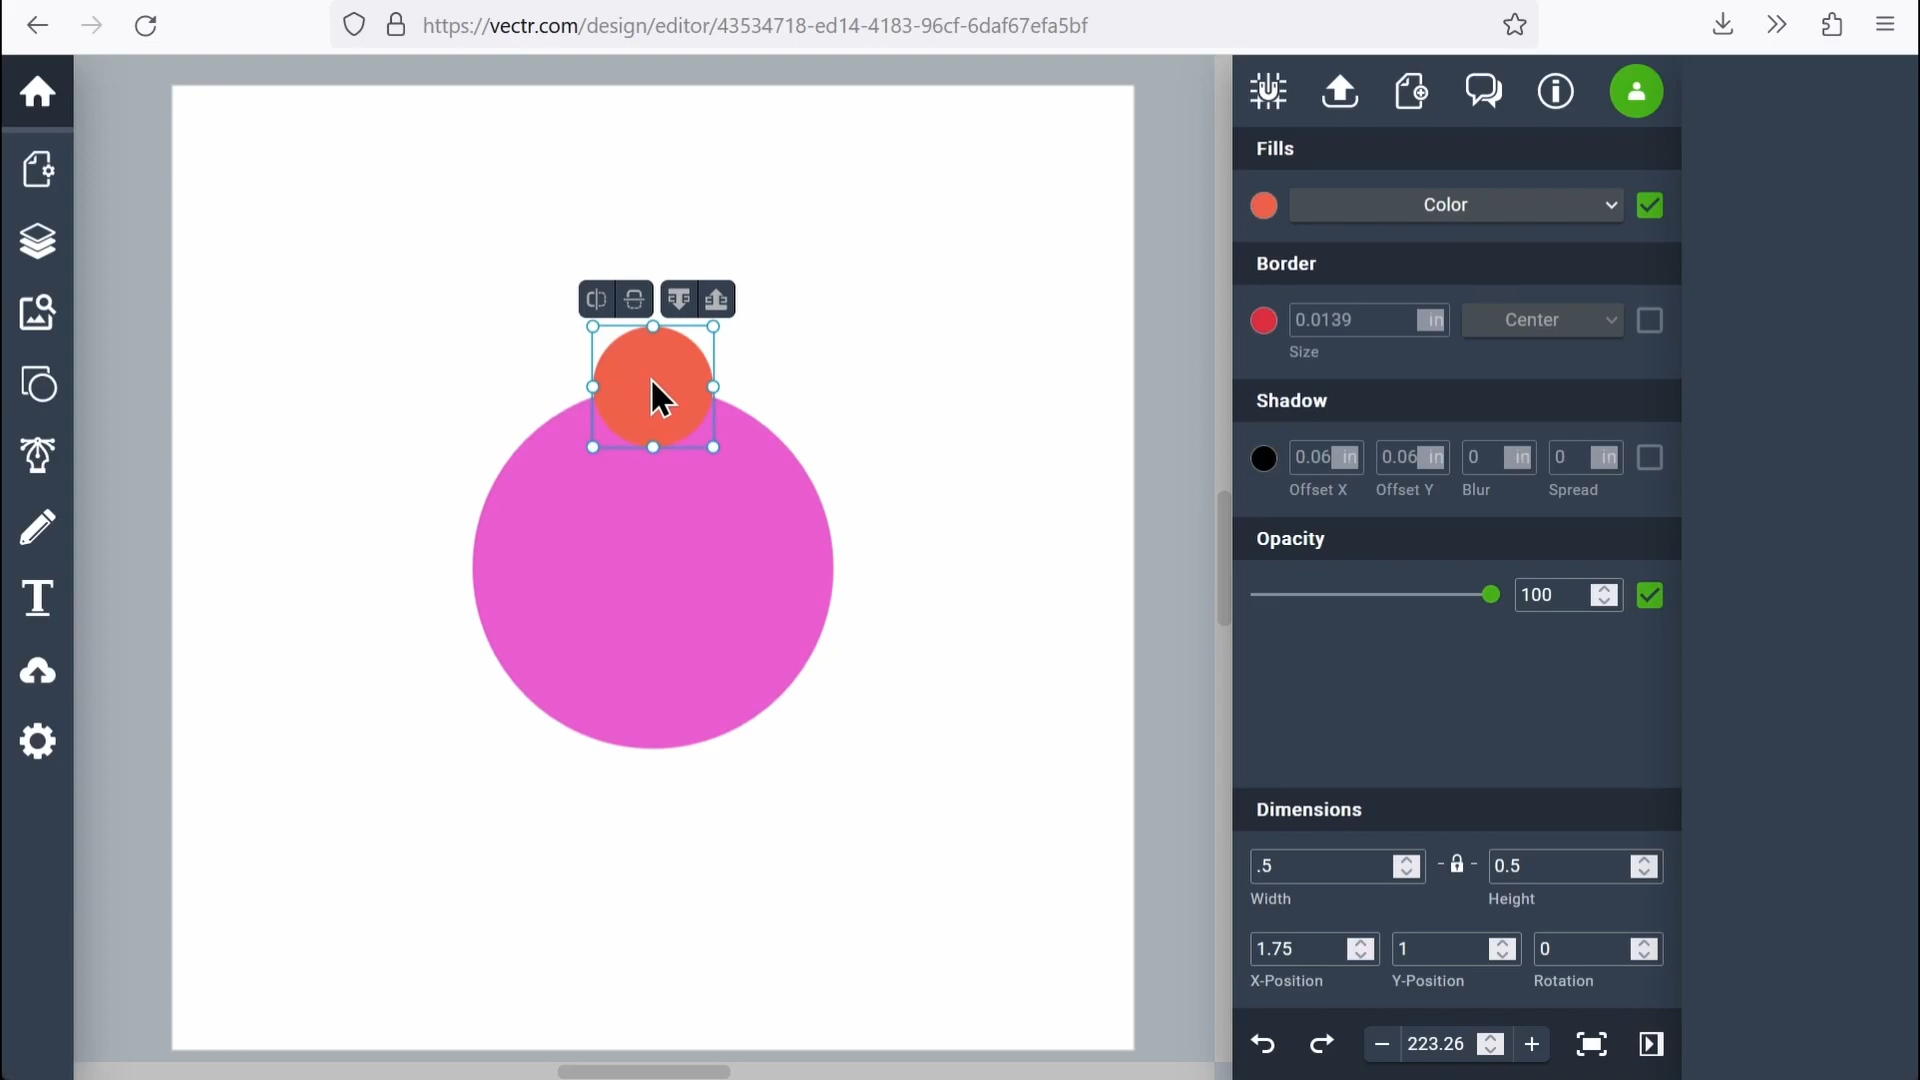 https://vectr.com/design/editor/43534718-ed14-4183-96cf-6daf67efa5bf
Fills
Color
Border
0.0139 in Center
Size
Shadow
0.06 in 0.06 in 0 in 0 in
Offset X Offset Y Blur Spread
Opacity
100
Dimensions
.5 0.5
Width Height
1.75 1 0
X-Position Y-Position Rotation
223.26
T